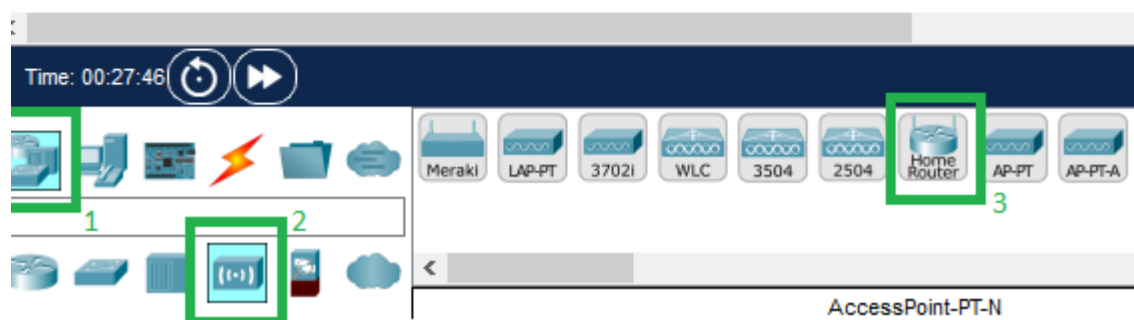 Time: 00:27:46
Meraki LAP-PT 3702i WLC 3504 2504 Home Router AP-PT AP-PT-A
1 2 3
AccessPoint-PT-N